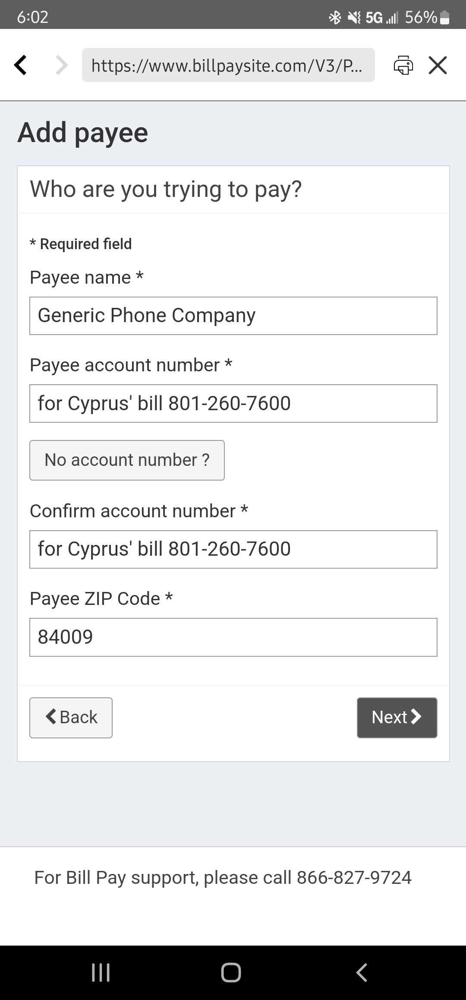 6:02
5G 56%
https://www.billpaysite.com/V3/P...
Add payee
Who are you trying to pay?
* Required field
Payee name *
Generic Phone Company
Payee account number *
for Cyprus' bill 801-260-7600
No account number ?
Confirm account number *
for Cyprus' bill 801-260-7600
Payee ZIP Code *
84009
Back
Next
For Bill Pay support, please call 866-827-9724